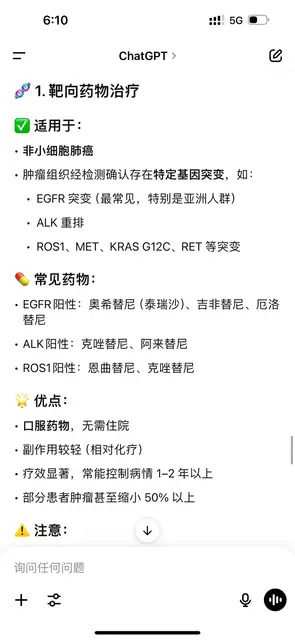 6:10
5G
ChatGPT >
🧬 1. 靶向药物治疗
✅ 适用于：
• 非小细胞肺癌
• 肿瘤组织经检测确认存在特定基因突变，如：
• EGFR 突变（最常见，特别是亚洲人群）
• ALK 重排
• ROS1、MET、KRAS G12C、RET 等突变
💊 常见药物：
• EGFR阳性：奥希替尼（泰瑞沙）、吉非替尼、厄洛
替尼
• ALK阳性：克唑替尼、阿来替尼
• ROS1阳性：恩曲替尼、克唑替尼
🌟 优点：
• 口服药物，无需住院
• 副作用较轻（相对化疗）
• 疗效显著，常能控制病情 1–2 年以上
• 部分患者肿瘤甚至缩小 50% 以上
⚠️ 注意：
询问任何问题